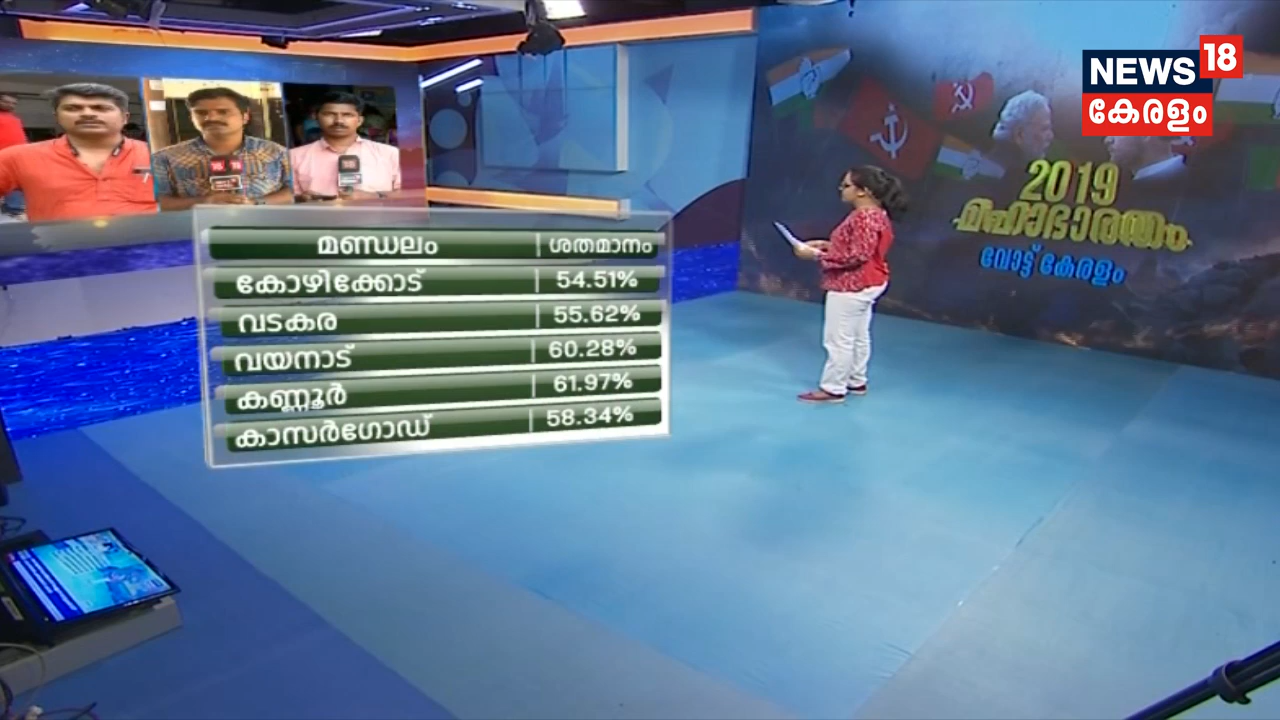 NEWS 18
കേരളം
2019
മഹാഭാരതം
വോട്ട് കേരളം
മണ്ഡലം ശതമാനം
കോഴിക്കോട് 54.51%
വടകര 55.62%
വയനാട് 60.28%
കണ്ണൂർ 61.97%
കാസർഗോഡ് 58.34%